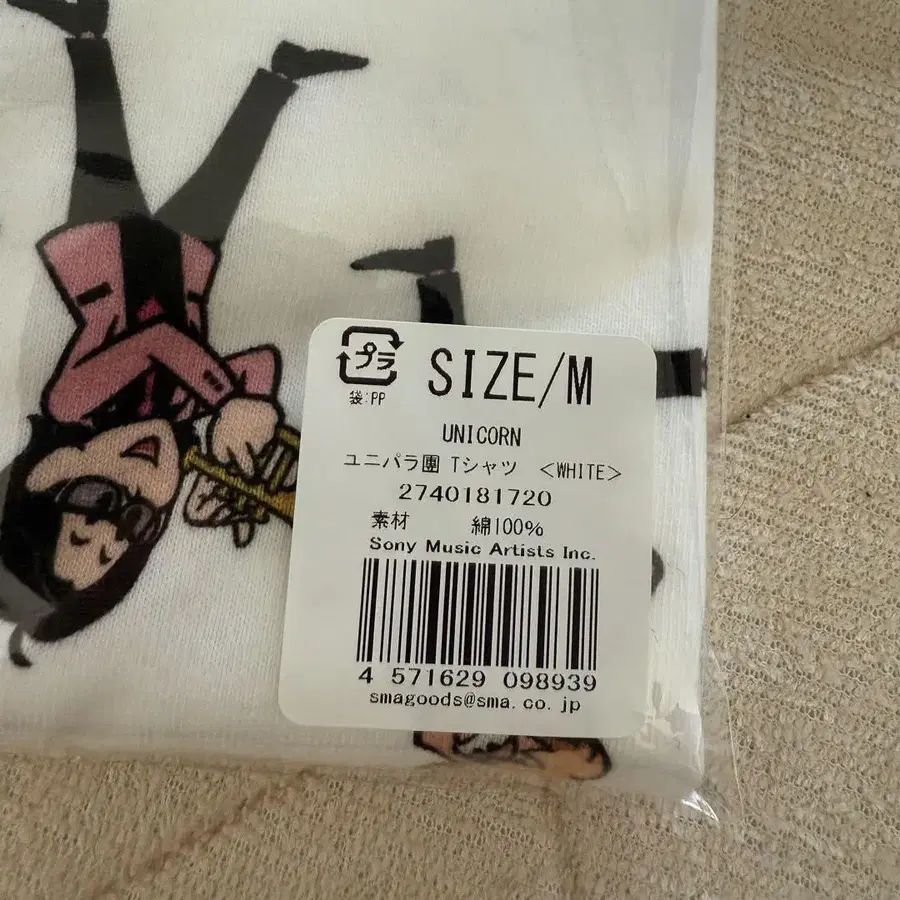 プラ
SIZE/M
袋:PP
UNICORN
ユニパラ團 Tシャツ <WHITE>
2740181720
素材 綿100%
Sony Music Artists Inc.
4 571629 098939
smagoods@sma.co.jp